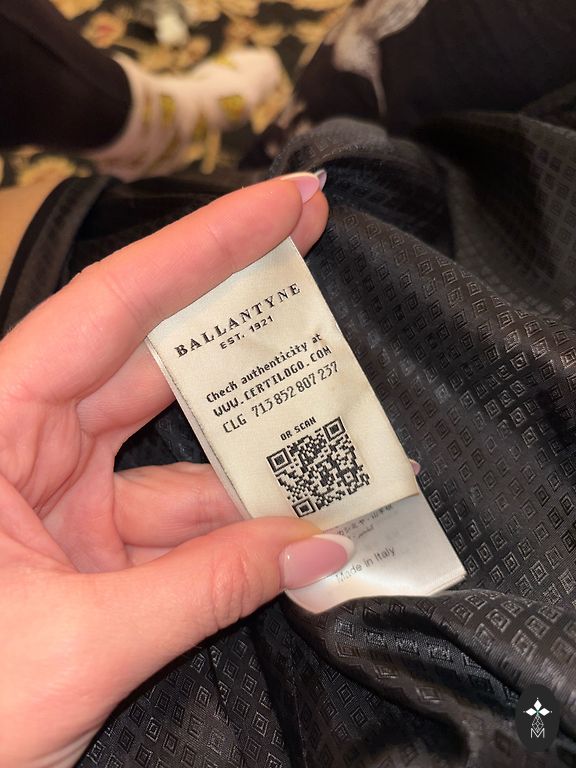 BALLANTYNE
EST. 1921
Check authenticity at
WWW.CERTILOGO.COM
CLG 713 852 807 237
OR SCAN
Made in Italy